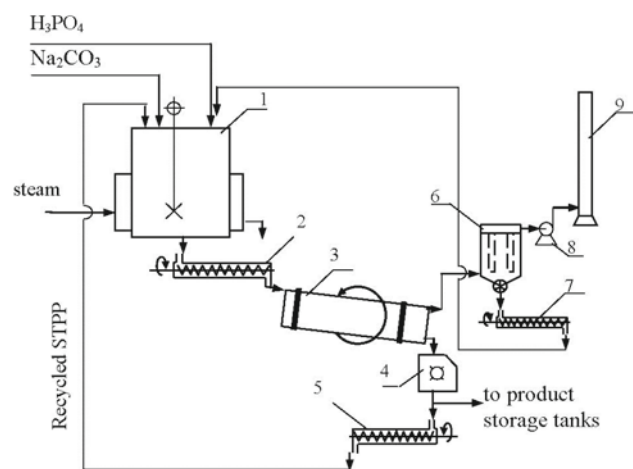 H₃PO₄
Na₂CO₃
1
9
steam
6
2
8
3
7
Recycled STPP
4
5
to product
storage tanks